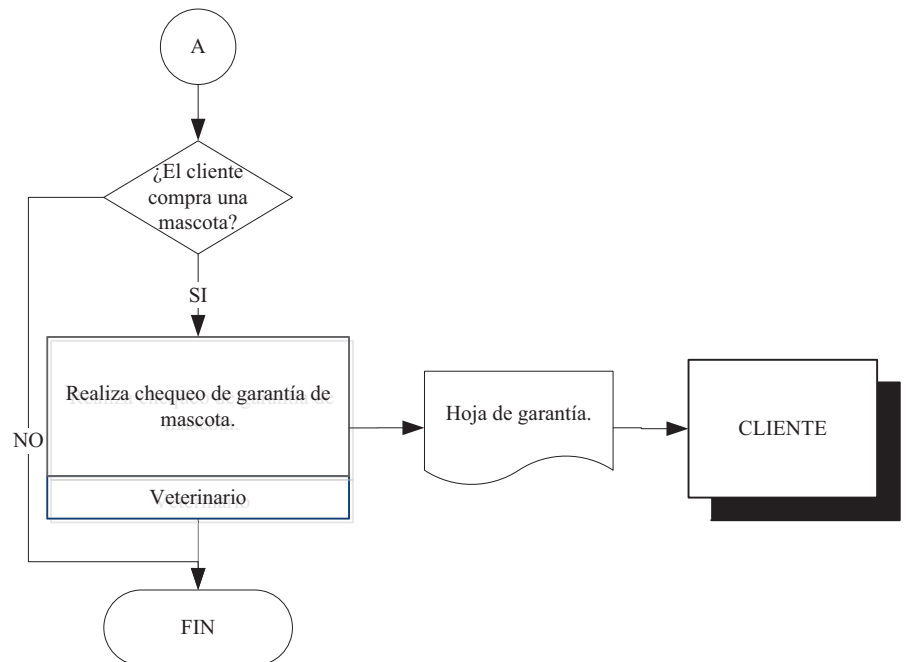 A
¿El cliente
compra una
mascota?
SI
Realiza chequeo de garantía de
mascota.
Hoja de garantía.
CLIENTE
NO
Veterinario
FIN